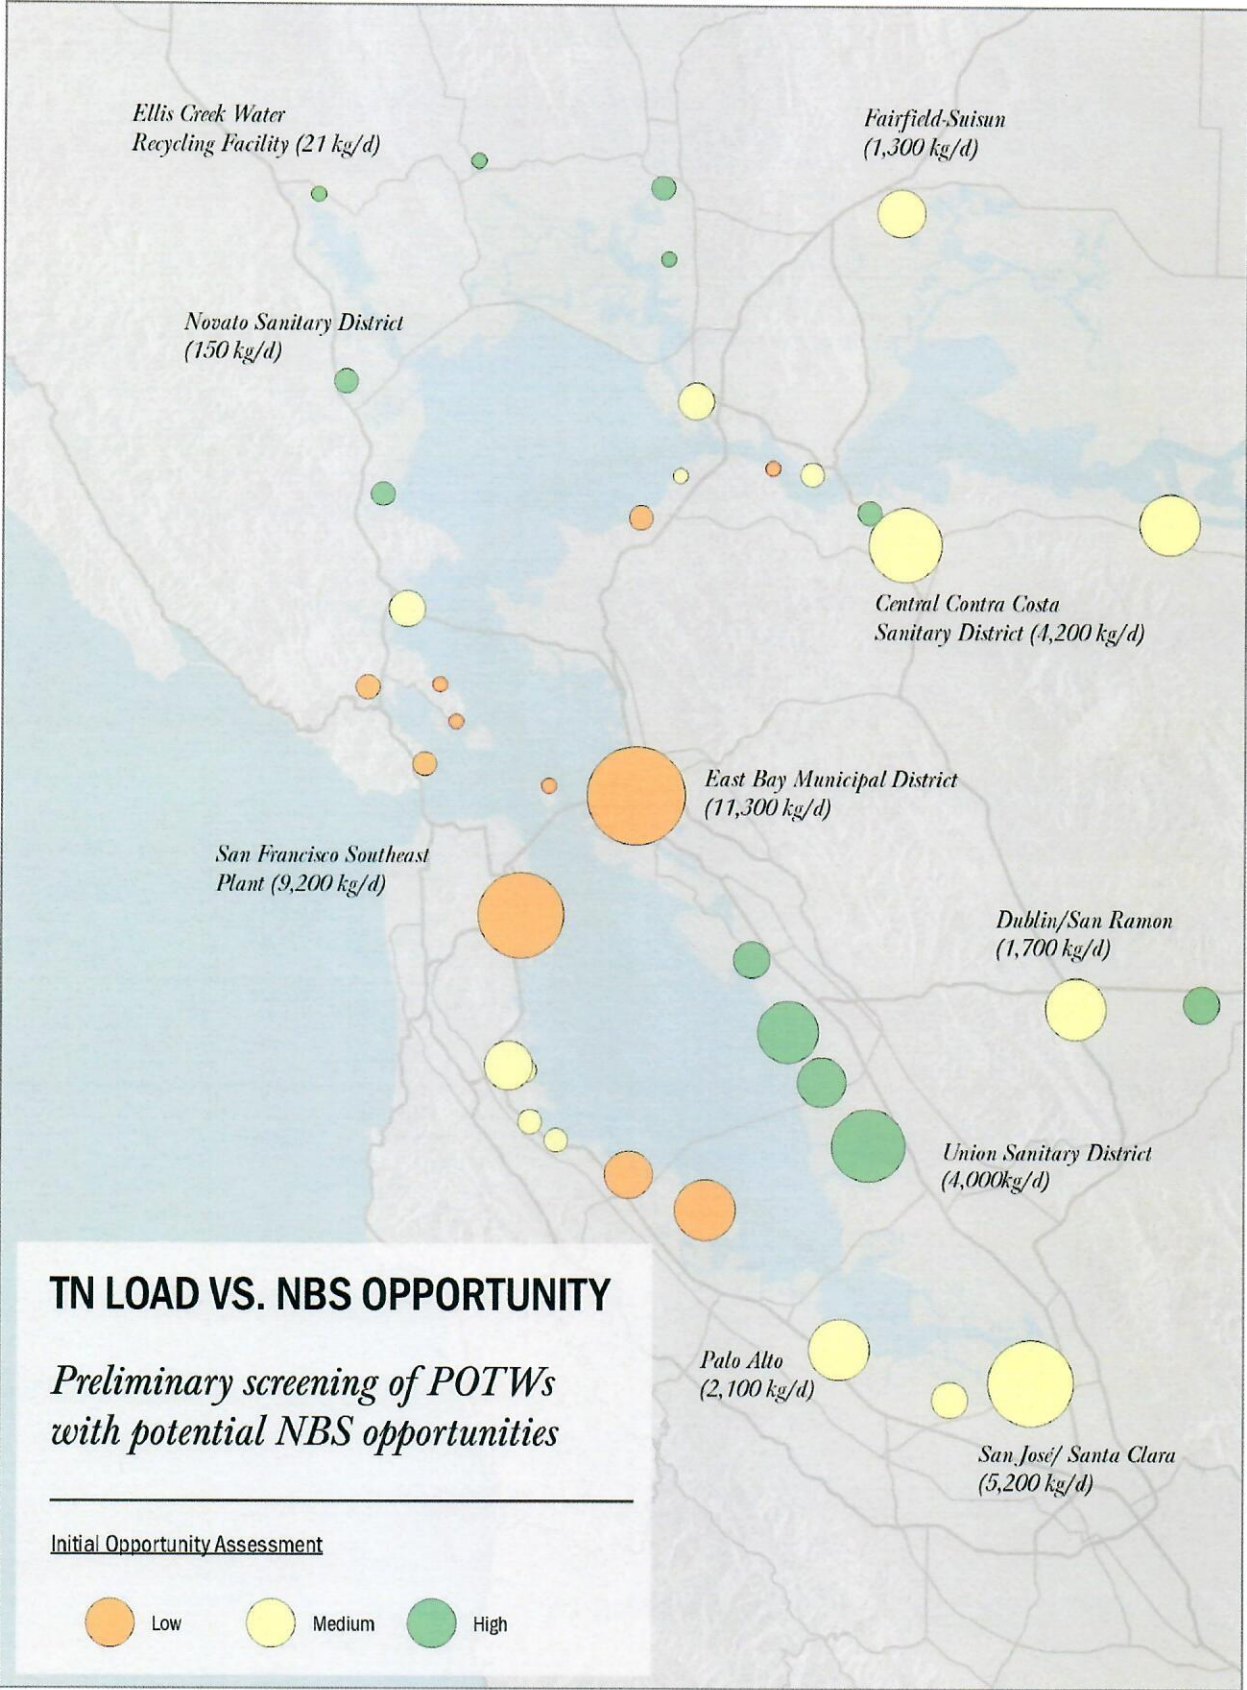 Ellis Creek Water
Recycling Facility (21 kg/d)
Fairfield-Suisun
(1,300 kg/d)
Novato Sanitary District
(150 kg/d)
Central Contra Costa
Sanitary District (4,200 kg/d)
East Bay Municipal District
(11,300 kg/d)
San Francisco Southeast
Plant (9,200 kg/d)
Dublin/San Ramon
(1,700 kg/d)
Union Sanitary District
(4,000kg/d)
Palo Alto
(2,100 kg/d)
San José/ Santa Clara
(5,200 kg/d)
TN LOAD VS. NBS OPPORTUNITY
Preliminary screening of POTWs
with potential NBS opportunities
Initial Opportunity Assessment
Low
Medium
High